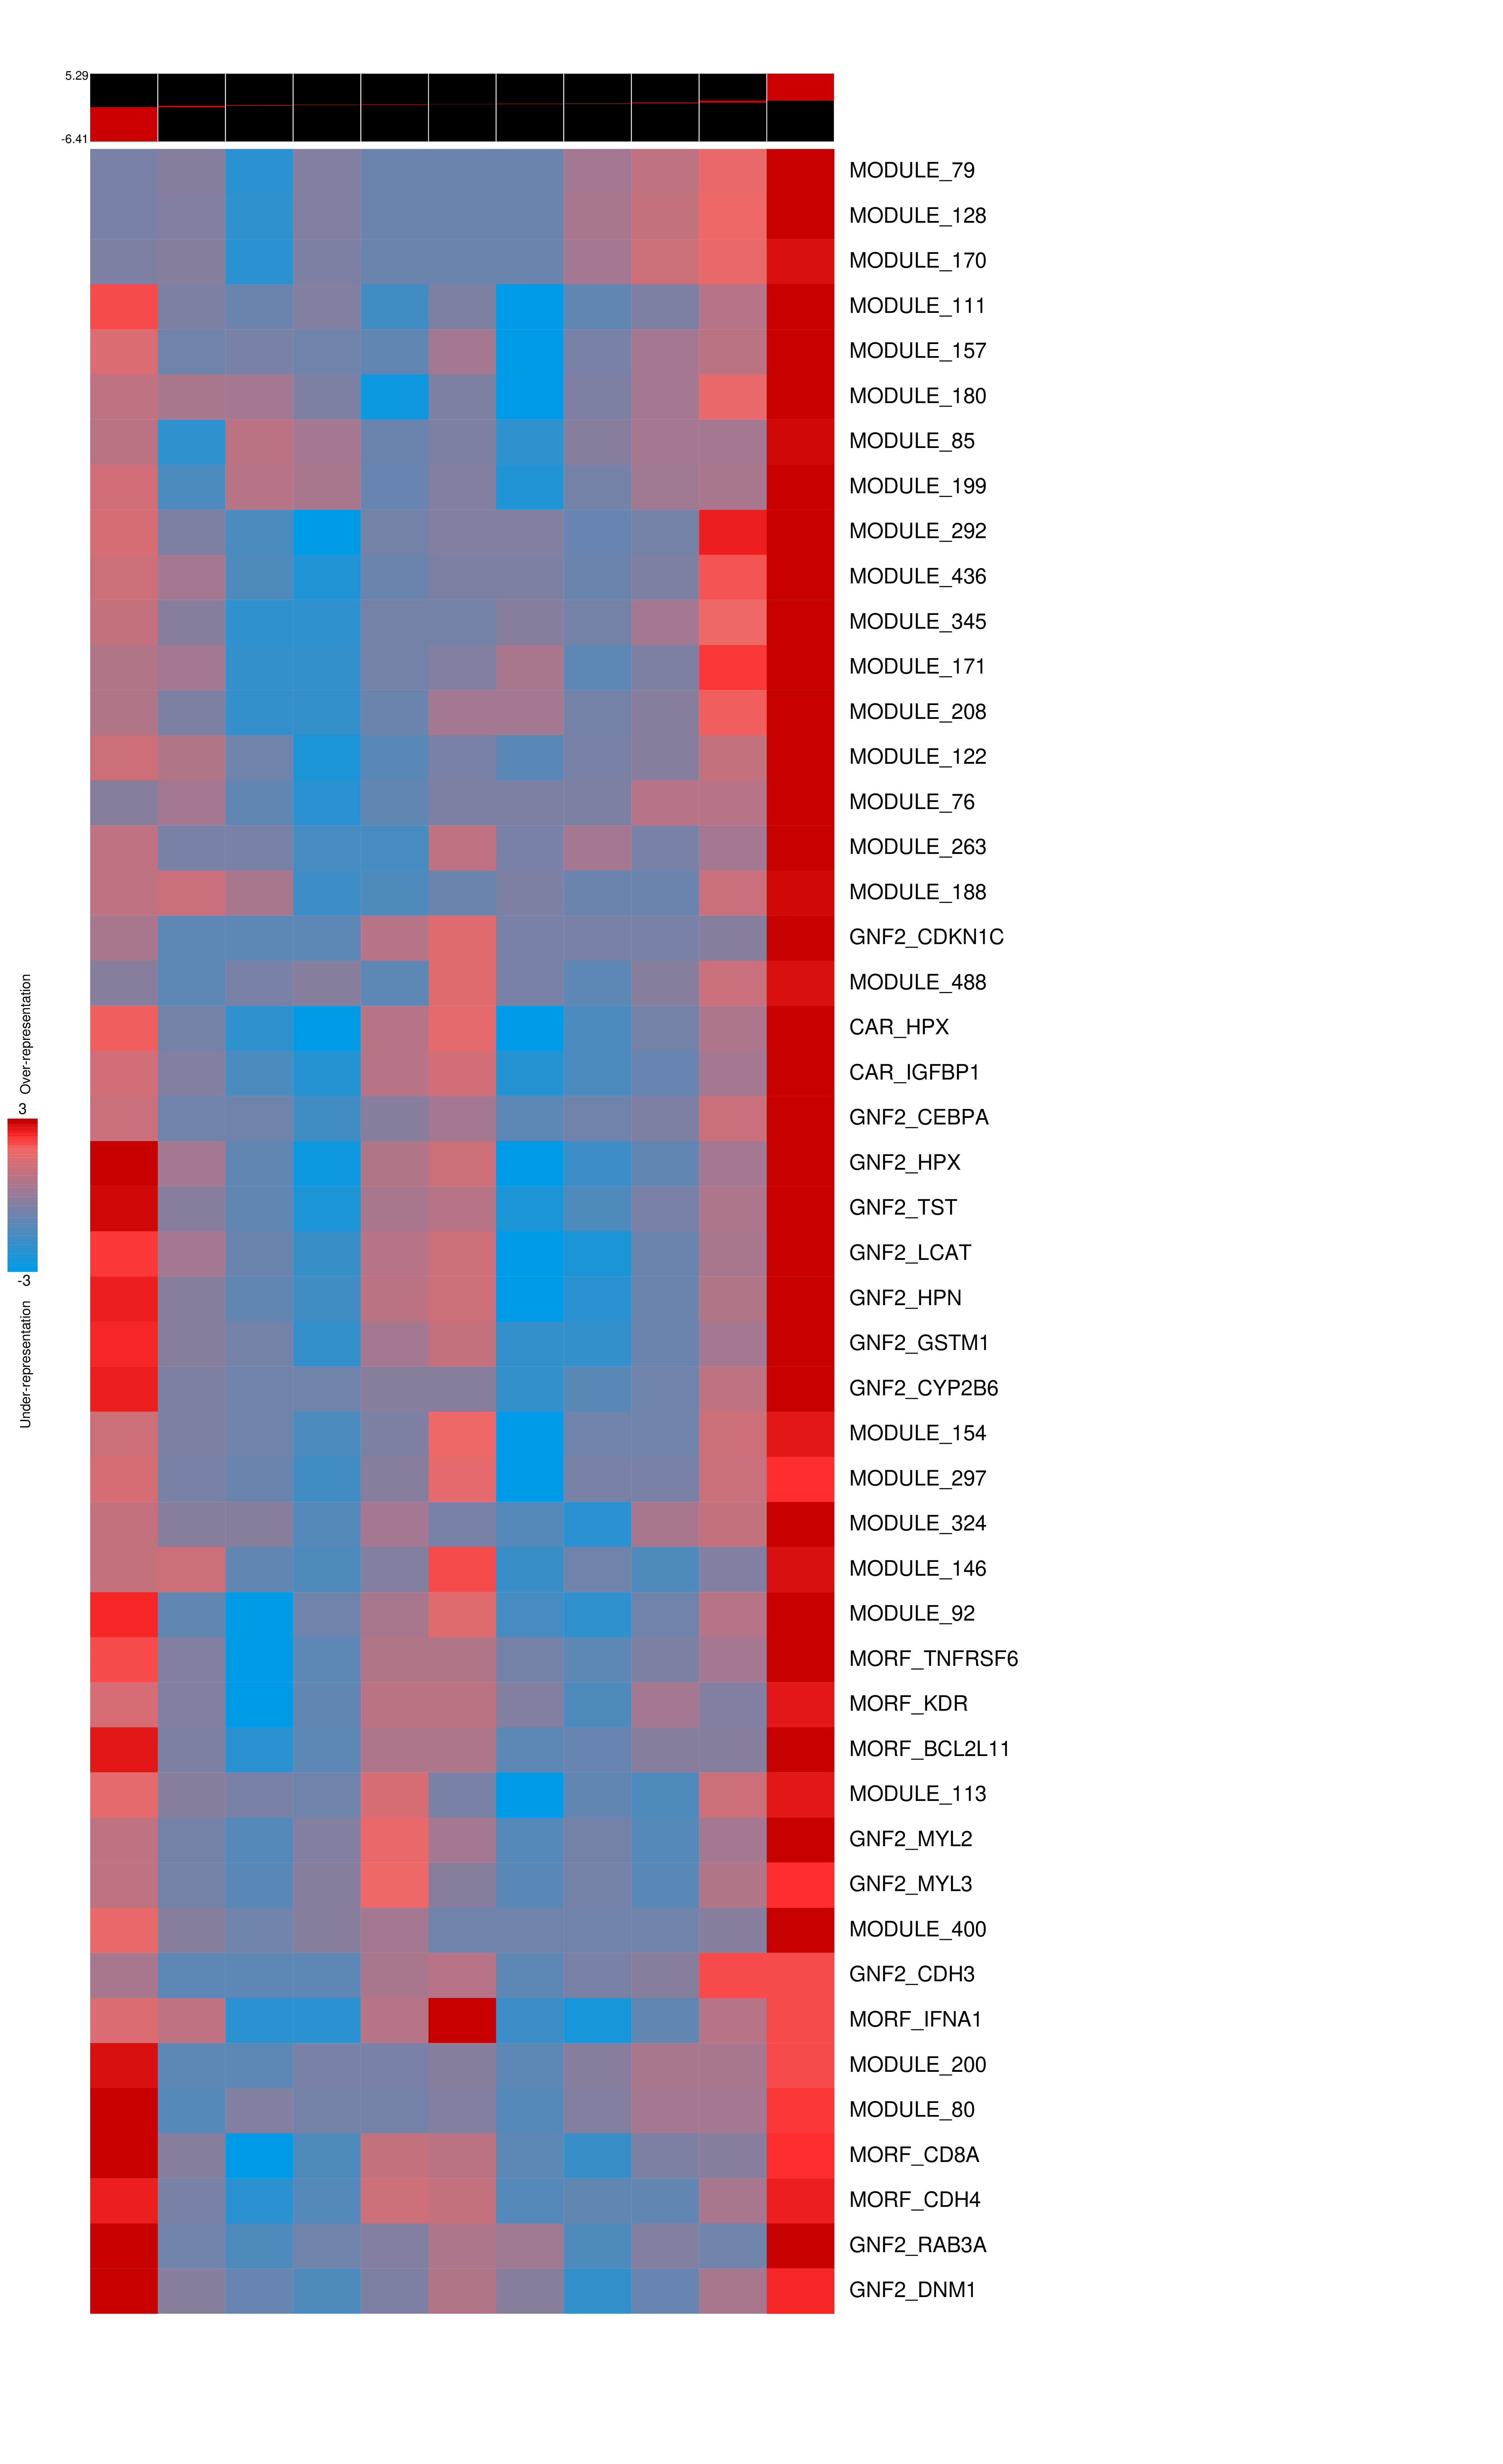 5.29
-6.41
MODULE_79
MODULE_128
MODULE_170
MODULE_111
MODULE_157
MODULE_180
MODULE_85
MODULE_199
MODULE_292
MODULE_436
MODULE_345
MODULE_171
MODULE_208
MODULE_122
MODULE_76
MODULE_263
MODULE_188
GNF2_CDKN1C
MODULE_488
CAR_HPX
CAR_IGFBP1
GNF2_CEBPA
GNF2_HPX
GNF2_TST
GNF2_LCAT
GNF2_HPN
GNF2_GSTM1
GNF2_CYP2B6
MODULE_154
MODULE_297
MODULE_324
MODULE_146
MODULE_92
MORF_TNFRSF6
MORF_KDR
MORF_BCL2L11
MODULE_113
GNF2_MYL2
GNF2_MYL3
MODULE_400
GNF2_CDH3
MORF_IFNA1
MODULE_200
MODULE_80
MORF_CD8A
MORF_CDH4
GNF2_RAB3A
GNF2_DNM1
Over-representation
3
-3
Under-representation